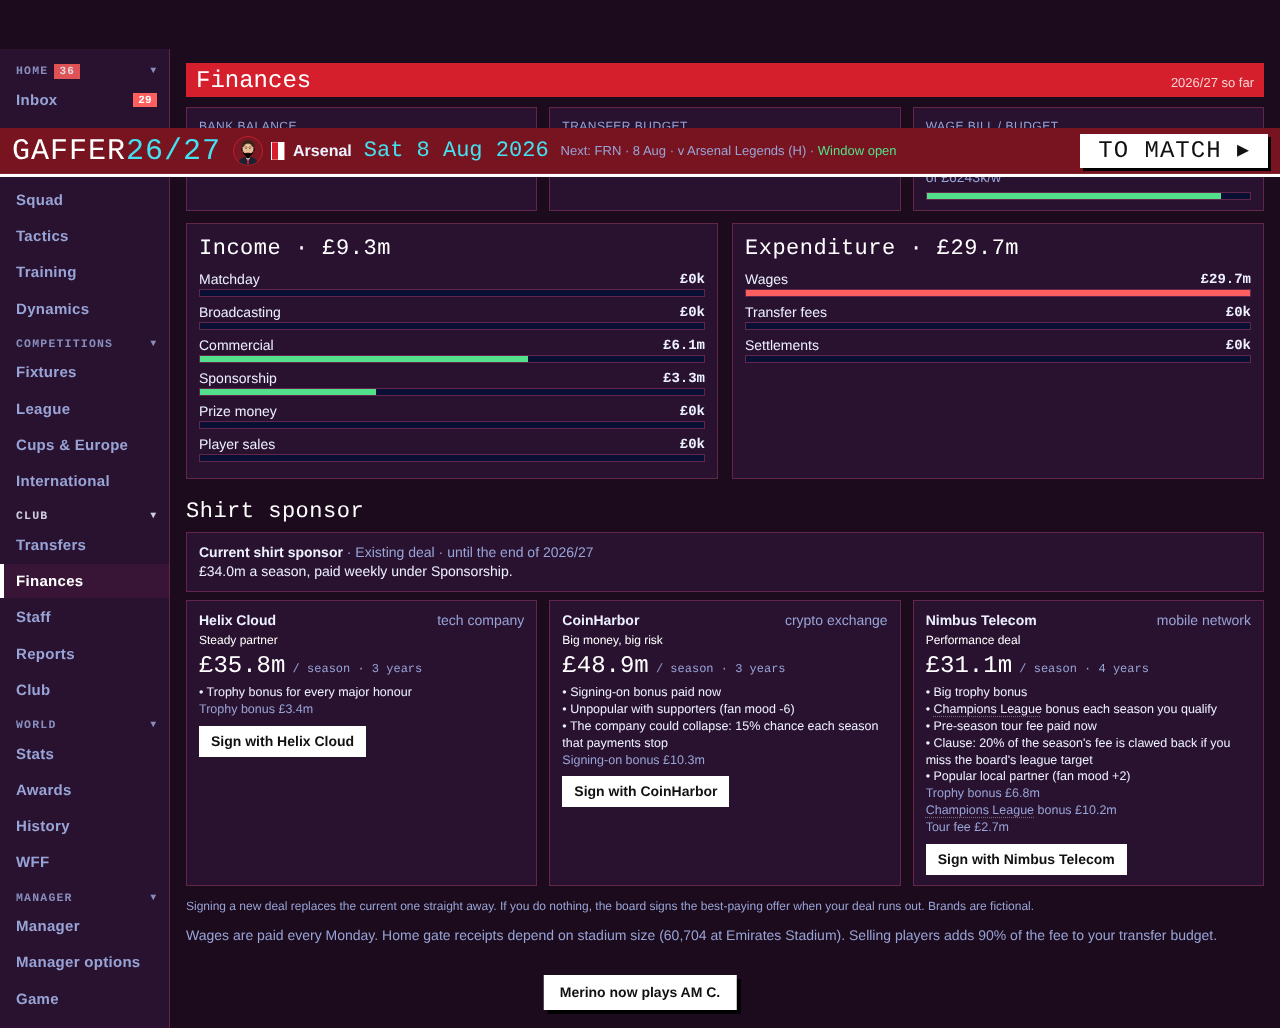 HOME 36 ▼
Inbox 29
Finances 2026/27 so far
BANK BALANCE TRANSFER BUDGET WAGE BILL / BUDGET
GAFFER26/27 Arsenal Sat 8 Aug 2026 Next: FRN · 8 Aug · v Arsenal Legends (H) · Window open TO MATCH ▶
of £6243k/w
Squad
Tactics
Training
Dynamics
COMPETITIONS ▼
Fixtures
League
Cups & Europe
International
CLUB ▼
Transfers
Finances
Staff
Reports
Club
WORLD ▼
Stats
Awards
History
WFF
MANAGER ▼
Manager
Manager options
Game
Income · £9.3m
Matchday £0k
Broadcasting £0k
Commercial £6.1m
Sponsorship £3.3m
Prize money £0k
Player sales £0k
Expenditure · £29.7m
Wages £29.7m
Transfer fees £0k
Settlements £0k
Shirt sponsor
Current shirt sponsor · Existing deal · until the end of 2026/27
£34.0m a season, paid weekly under Sponsorship.
Helix Cloud tech company
Steady partner
£35.8m / season · 3 years
• Trophy bonus for every major honour
Trophy bonus £3.4m
Sign with Helix Cloud
CoinHarbor crypto exchange
Big money, big risk
£48.9m / season · 3 years
• Signing-on bonus paid now
• Unpopular with supporters (fan mood -6)
• The company could collapse: 15% chance each season
that payments stop
Signing-on bonus £10.3m
Sign with CoinHarbor
Nimbus Telecom mobile network
Performance deal
£31.1m / season · 4 years
• Big trophy bonus
• Champions League bonus each season you qualify
• Pre-season tour fee paid now
• Clause: 20% of the season's fee is clawed back if you
miss the board's league target
• Popular local partner (fan mood +2)
Trophy bonus £6.8m
Champions League bonus £10.2m
Tour fee £2.7m
Sign with Nimbus Telecom
Signing a new deal replaces the current one straight away. If you do nothing, the board signs the best-paying offer when your deal runs out. Brands are fictional.
Wages are paid every Monday. Home gate receipts depend on stadium size (60,704 at Emirates Stadium). Selling players adds 90% of the fee to your transfer budget.
Merino now plays AM C.